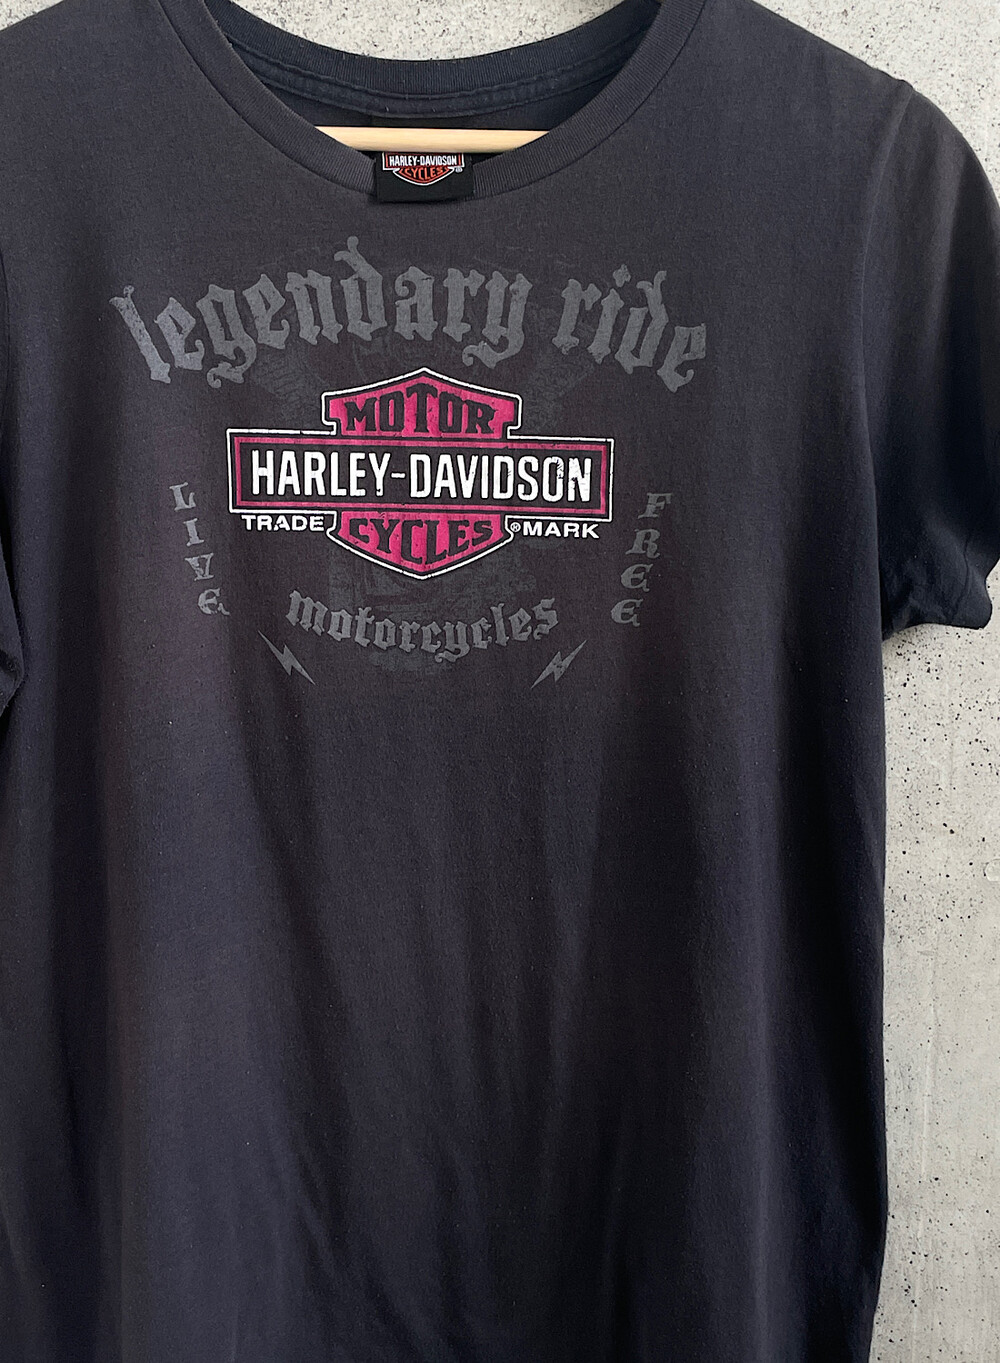 HARLEY-DAVIDSON
CYCLES ®
legendary ride
MOTOR
HARLEY-DAVIDSON
TRADE ® MARK
CYCLES
LIVE
FREE
motorcycles